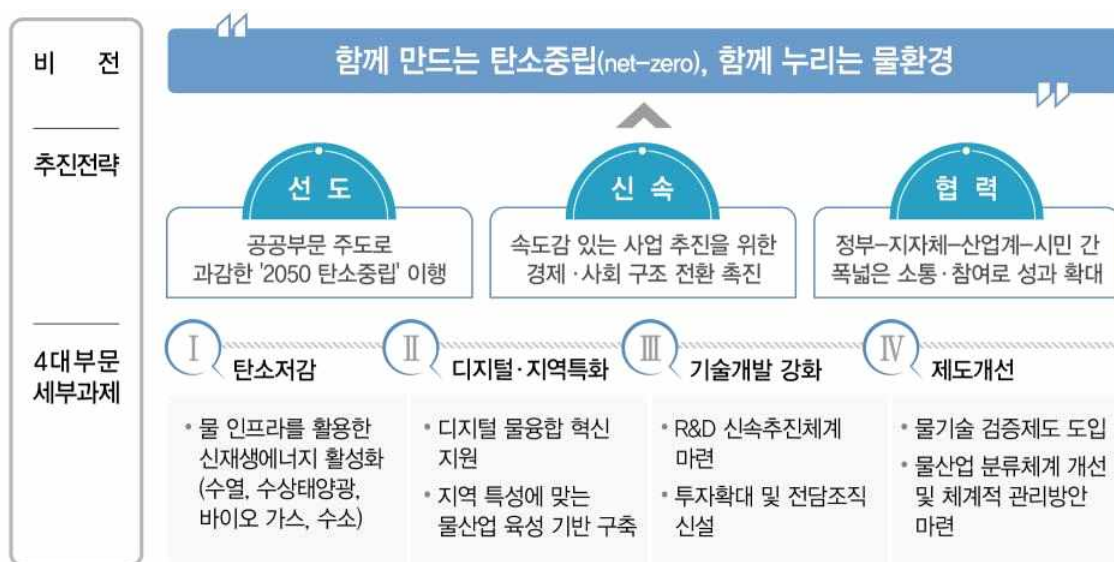 비 전
함께 만드는 탄소중립(net-zero), 함께 누리는 물환경
추진전략
선 도
공공부문 주도로
과감한 '2050 탄소중립' 이행
신 속
속도감 있는 사업 추진을 위한
경제·사회 구조 전환 촉진
협 력
정부-지자체-산업계-시민 간
폭넓은 소통·참여로 성과 확대
4대부문
세부과제
Ⅰ 탄소저감
• 물 인프라를 활용한
신재생에너지 활성화
(수열, 수상태양광,
바이오 가스, 수소)
Ⅱ 디지털·지역특화
• 디지털 물융합 혁신
지원
• 지역 특성에 맞는
물산업 육성 기반 구축
Ⅲ 기술개발 강화
• R&D 신속추진체계
마련
• 투자확대 및 전담조직
신설
Ⅳ 제도개선
• 물기술 검증제도 도입
• 물산업 분류체계 개선
및 체계적 관리방안
마련